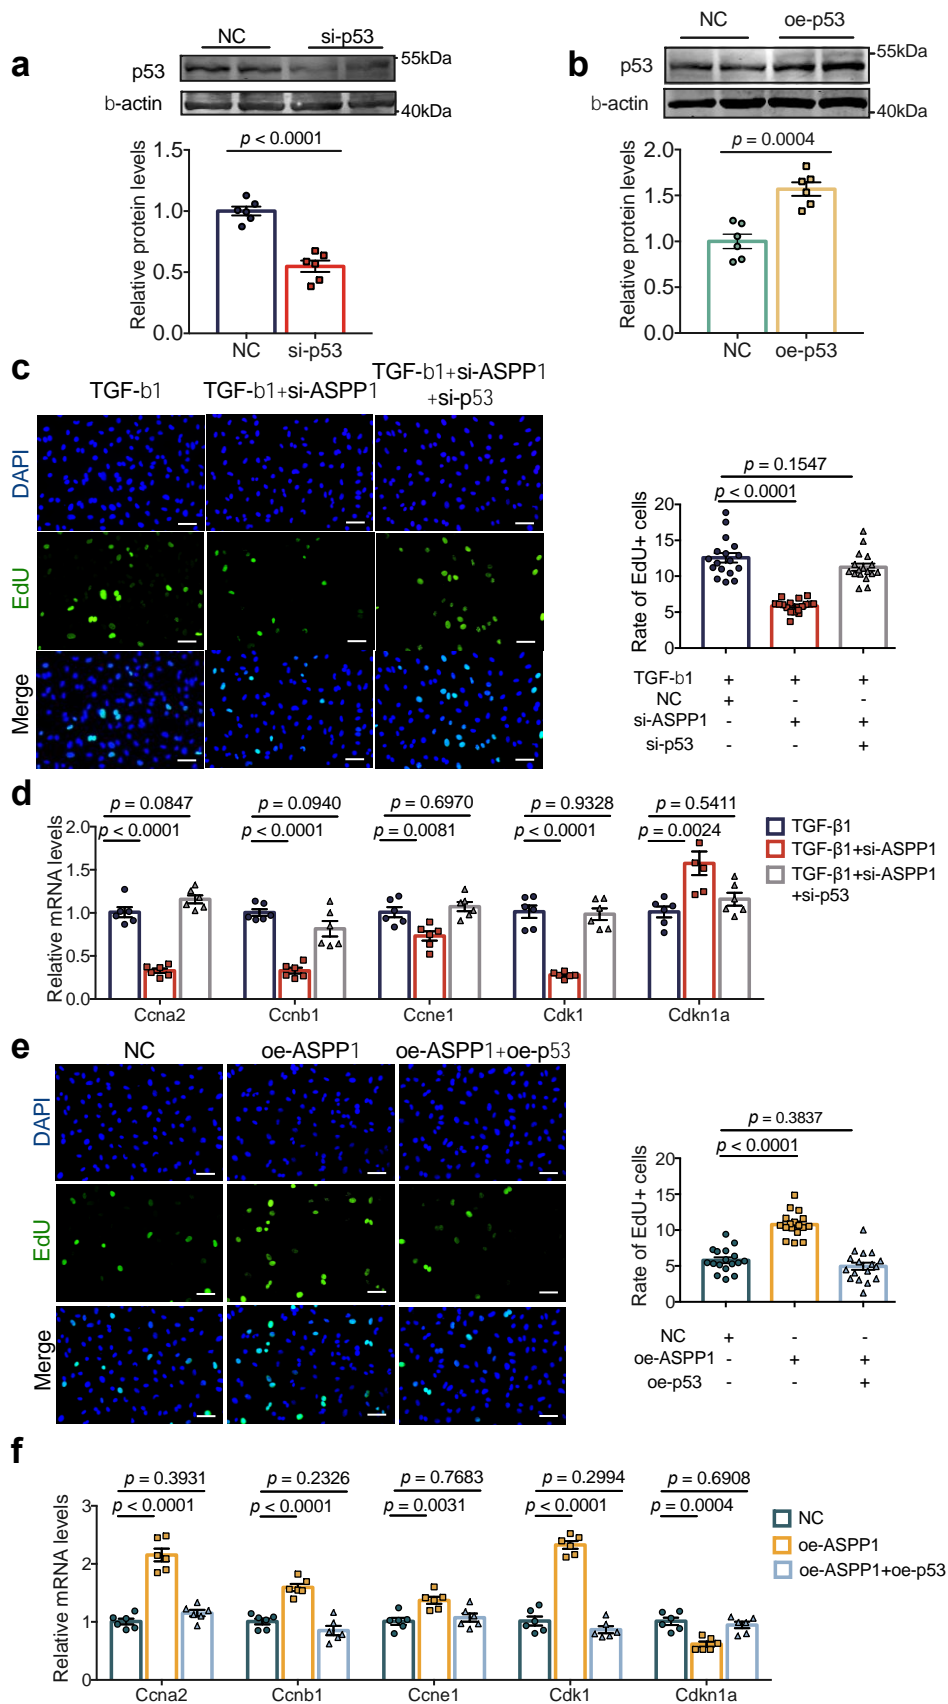 a
NC si-p53
p53
55kDa
b-actin
40kDa
p < 0.0001
Relative protein levels
1.5
1.0
0.5
0.0
NC si-p53
b
NC oe-p53
p53
55kDa
b-actin
40kDa
p = 0.0004
Relative protein levels
2.0
1.5
1.0
0.5
0.0
NC oe-p53
c
TGF-b1 TGF-b1+si-ASPP1 TGF-b1+si-ASPP1
+si-p53
DAPI
EdU
Merge
p = 0.1547
p < 0.0001
Rate of EdU+ cells
20
15
10
5
0
TGF-b1 + + +
NC + - -
si-ASPP1 - + +
si-p53 - - +
d
p = 0.0847 p = 0.0940 p = 0.6970 p = 0.9328 p = 0.5411
p < 0.0001 p < 0.0001 p = 0.0081 p < 0.0001 p = 0.0024
Relative mRNA levels
2.0
1.5
1.0
0.5
0.0
Ccna2 Ccnb1 Ccne1 Cdk1 Cdkn1a
TGF-β1
TGF-β1+si-ASPP1
TGF-β1+si-ASPP1
+si-p53
e
NC oe-ASPP1 oe-ASPP1+oe-p53
DAPI
EdU
Merge
p = 0.3837
p < 0.0001
Rate of EdU+ cells
20
15
10
5
0
NC + - -
oe-ASPP1 - + +
oe-p53 - - +
f
p = 0.3931 p = 0.2326 p = 0.7683 p = 0.2994 p = 0.6908
p < 0.0001 p < 0.0001 p = 0.0031 p < 0.0001 p = 0.0004
Relative mRNA levels
3
2
1
0
Ccna2 Ccnb1 Ccne1 Cdk1 Cdkn1a
NC
oe-ASPP1
oe-ASPP1+oe-p53